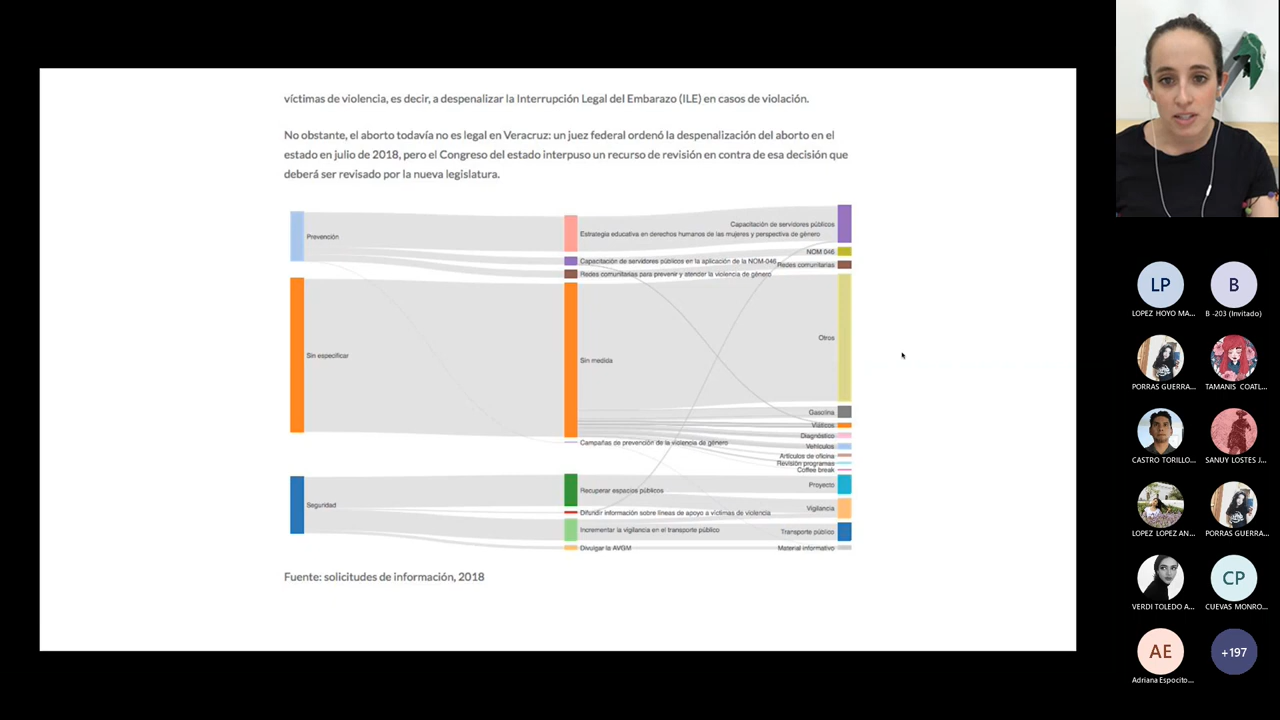 víctimas de violencia, es decir, a despenalizar la Interrupción Legal del Embarazo (ILE) en casos de violación.
No obstante, el aborto todavía no es legal en Veracruz: un juez federal ordenó la despenalización del aborto en el
estado en julio de 2018, pero el Congreso del estado interpuso un recurso de revisión en contra de esa decisión que
deberá ser revisado por la nueva legislatura.
Prevención
Sin especificar
Seguridad
Estrategia educativa en derechos humanos de las mujeres y perspectiva de género
Capacitación de servidores públicos en la aplicación de la NOM-046
Redes comunitarias para prevenir y atender la violencia de género
Sin medida
Campañas de prevención de la violencia de género
Recuperar espacios públicos
Difundir información sobre líneas de apoyo a víctimas de violencia
Incrementar la vigilancia en el transporte público
Divulgar la AVGM
Capacitación de servidores públicos
NOM 046
Redes comunitarias
Otros
Gasolina
Viáticos
Diagnóstico
Vehículos
Artículos de oficina
Revisión programas
Coffee break
Proyecto
Vigilancia
Transporte público
Material informativo
Fuente: solicitudes de información, 2018
LP
B
LOPEZ HOYO MA...
B -203 (Invitado)
PORRAS GUERRA...
TAMANIS COATL...
CASTRO TORILLO...
SANUY LOSTES J...
LOPEZ LOPEZ AN...
PORRAS GUERRA...
CP
VERDI TOLEDO A...
CUEVAS MONRO...
AE
+197
Adriana Espocito...